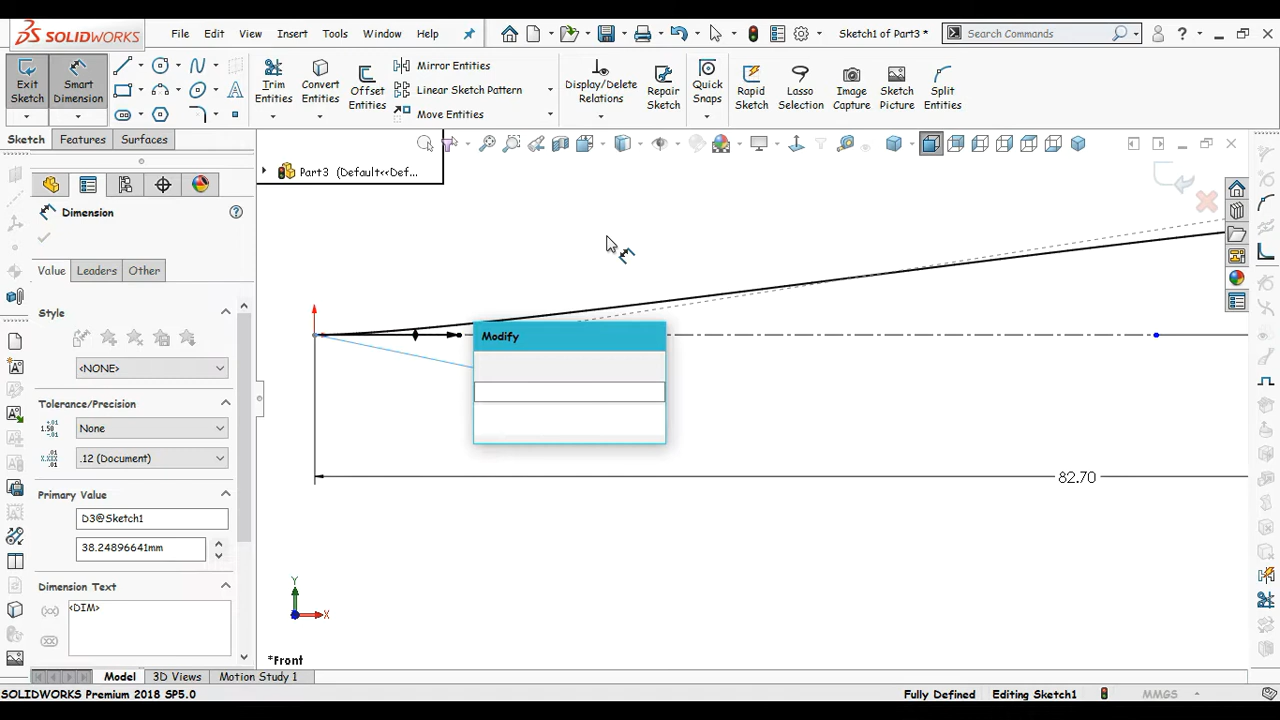 SOLIDWORKS
File
Edit
View
Insert
Tools
Window
Help
Sketch1 of Part3 *
Search Commands
?
Exit Sketch
Smart Dimension
Trim Entities
Convert Entities
Offset Entities
Mirror Entities
Linear Sketch Pattern
Move Entities
Display/Delete Relations
Repair Sketch
Quick Snaps
Rapid Sketch
Lasso Selection
Image Capture
Sketch Picture
Split Entities
Sketch
Features
Surfaces
Part3 (Default<<Def...
Dimension
?
Value
Leaders
Other
Style
<NONE>
Tolerance/Precision
None
.12 (Document)
Primary Value
D3@Sketch1
38.24896641mm
Dimension Text
<DIM>
Modify
82.70
Y
X
*Front
Model
3D Views
Motion Study 1
SOLIDWORKS Premium 2018 SP5.0
Fully Defined
Editing Sketch1
MMGS